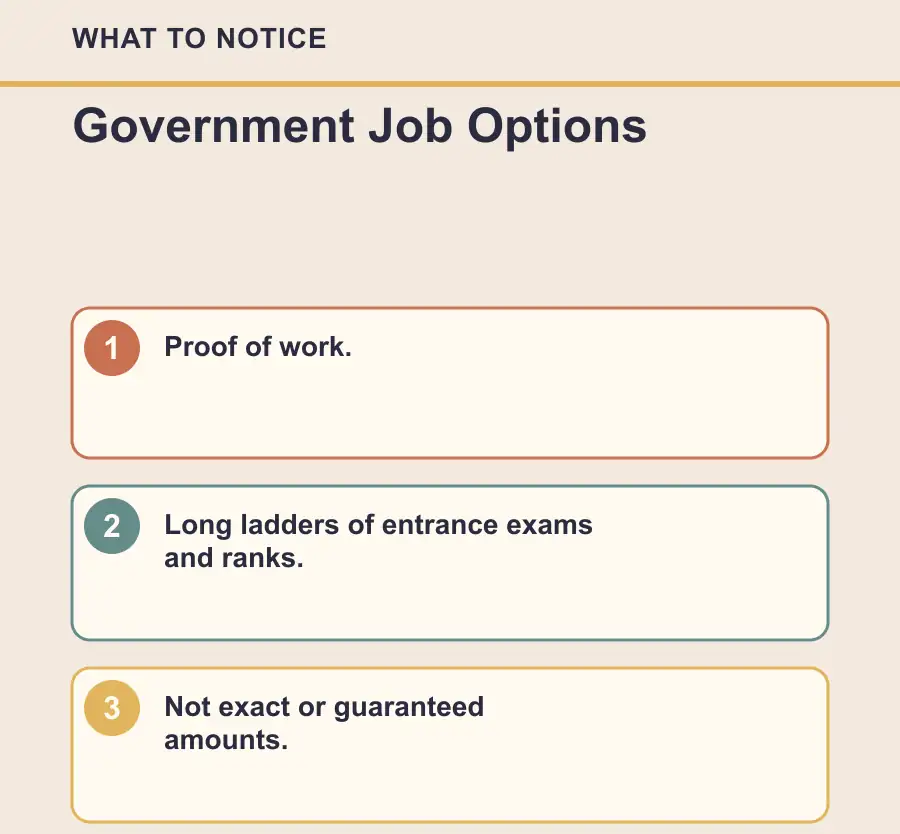 WHAT TO NOTICE
Government Job Options
1
Proof of work.
2
Long ladders of entrance exams
and ranks.
3
Not exact or guaranteed
amounts.